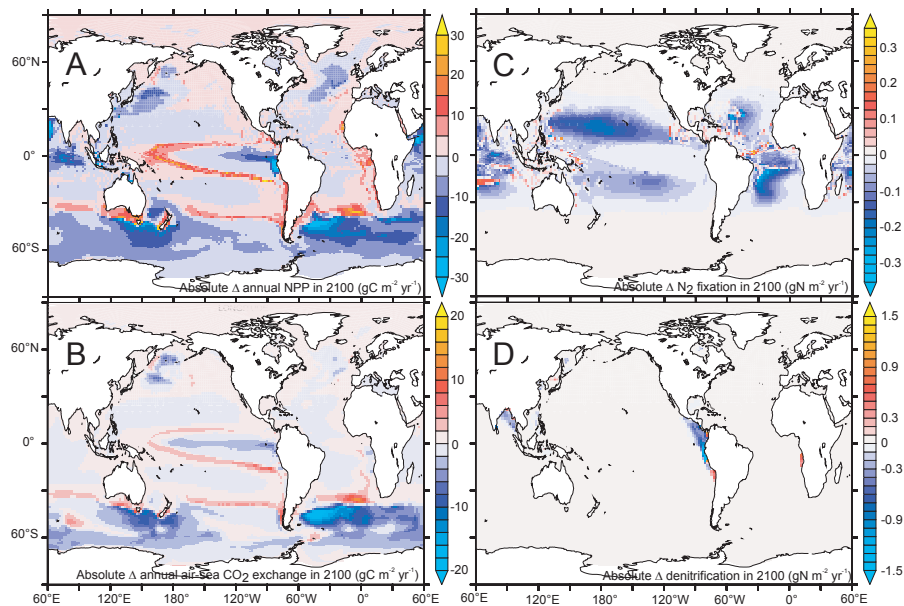 A
60°N
0°
60°S
Absolute Δ annual NPP in 2100 (gC m⁻² yr⁻¹)
30
20
10
0
-10
-20
-30
C
Absolute Δ N₂ fixation in 2100 (gN m⁻² yr⁻¹)
0.3
0.2
0.1
0
-0.1
-0.2
-0.3
B
60°N
0°
60°S
Absolute Δ annual air-sea CO₂ exchange in 2100 (gC m⁻² yr⁻¹)
20
10
0
-10
-20
D
Absolute Δ denitrification in 2100 (gN m⁻² yr⁻¹)
1.5
0.9
0.3
-0.3
-0.9
-1.5
60°E 120°E 180° 120°W 60°W 0° 60°E
60°E 120°E 180° 120°W 60°W 0° 60°E